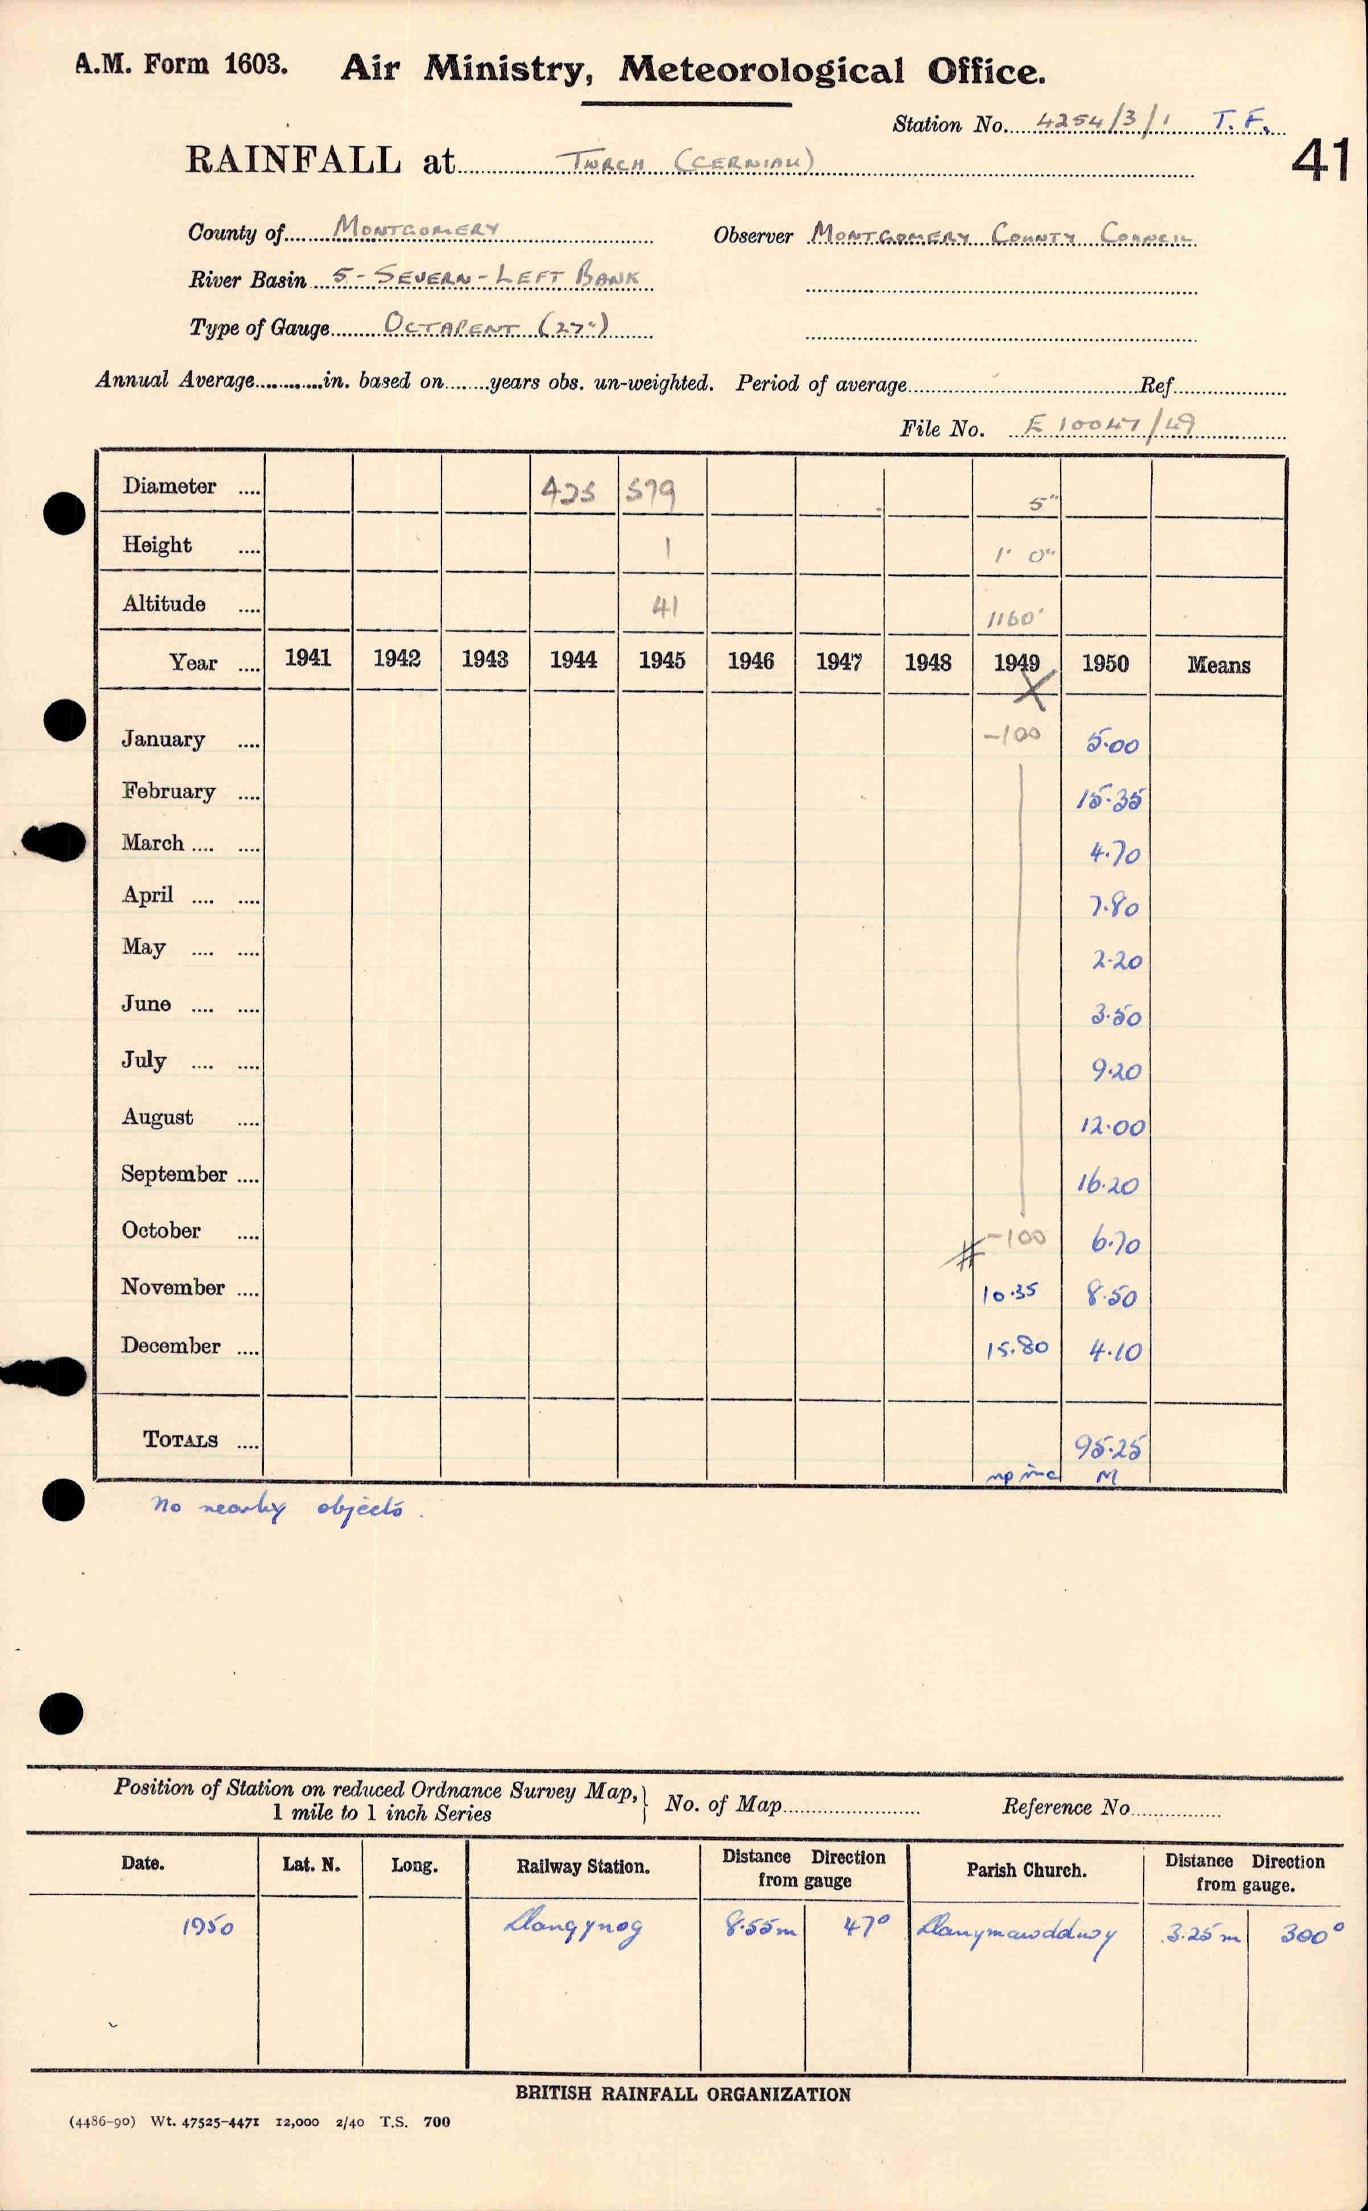 A.M. Form 1603. Air Ministry, Meteorological Office.
Station No. 4254/3/1 T.F.
41
RAINFALL at TWRCH (CERNIAU)
County of MONTGOMERY Observer MONTGOMERY COUNTY COUNCIL
River Basin 5-SEVERN-LEFT BANK
Type of Gauge OCTAPENT (27")
Annual Average............in. based on........years obs. un-weighted. Period of average........Ref........
File No. E 10047/49
Diameter .... 425 579 5"
Height .... 1 1' 0"
Altitude .... 41 1160'
Year .... 1941 1942 1943 1944 1945 1946 1947 1948 1949 1950 Means
X
January .... -100 5.00
February .... 15.35
March .... .... 4.70
April .... .... 7.80
May .... .... 2.20
June .... .... 3.50
July .... .... 9.20
August .... 12.00
September .... 16.20
October .... # -100 6.70
November .... 10.35 8.50
December .... 15.80 4.10
TOTALS .... 95.25
inc M
No nearby objects.
Position of Station on reduced Ordnance Survey Map, } No. of Map........ Reference No........
1 mile to 1 inch Series
Date. Lat. N. Long. Railway Station. Distance from gauge Direction Parish Church. Distance from gauge. Direction
1950 Llangynog 8.55m 47° Llanymawddwy 3.25m 300°
BRITISH RAINFALL ORGANIZATION
(4486-90) Wt. 47525-4471 12,000 2/40 T.S. 700